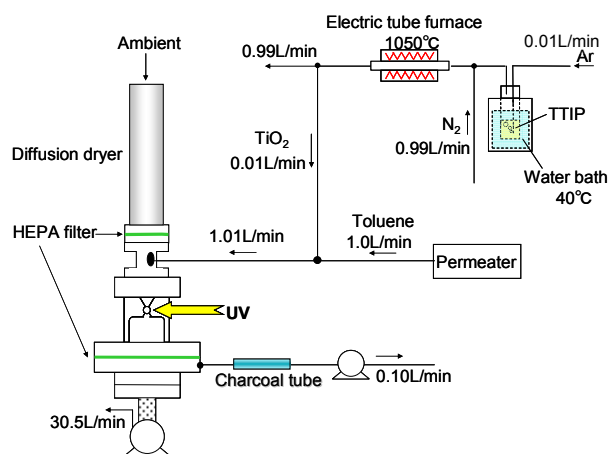 Electric tube furnace
1050℃
Ambient
0.99L/min
0.01L/min
Ar
TTIP
N2
0.99L/min
TiO2
0.01L/min
Diffusion dryer
Water bath
40℃
HEPA filter
1.01L/min
Toluene
1.0L/min
Permeater
UV
Charcoal tube
0.10L/min
30.5L/min